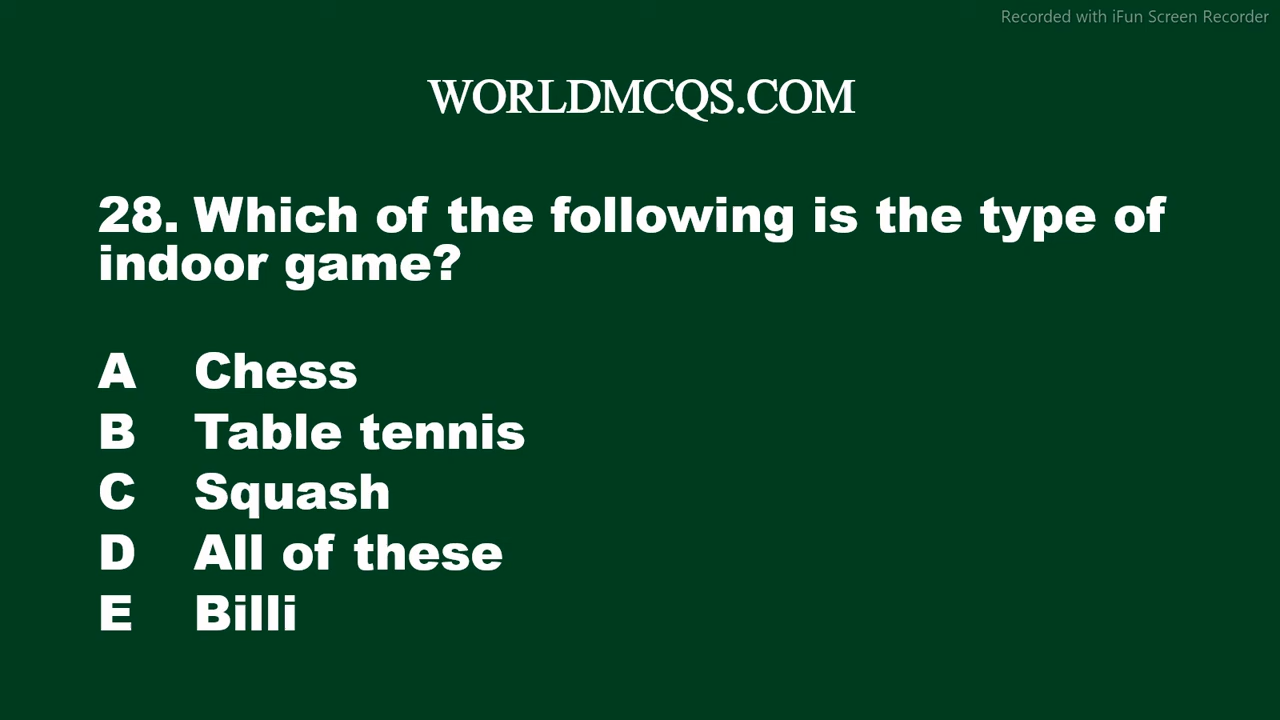 Recorded with iFun Screen Recorder
WORLDMCQS.COM
28. Which of the following is the type of
indoor game?
A Chess
B Table tennis
C Squash
D All of these
E Billi